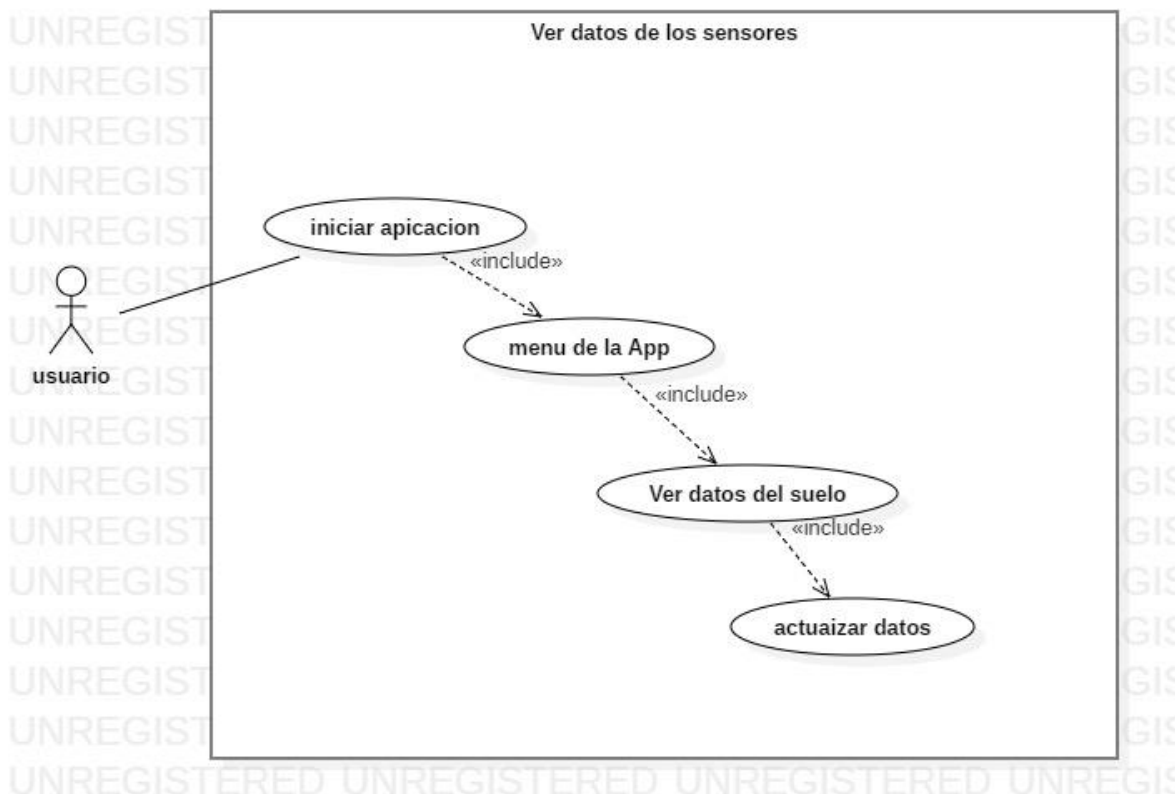 Ver datos de los sensores
iniciar apicacion
«include»
menu de la App
usuario
«include»
Ver datos del suelo
«include»
actuaizar datos
UNREGISTERED UNREGISTERED UNREGISTERED UNREGIS